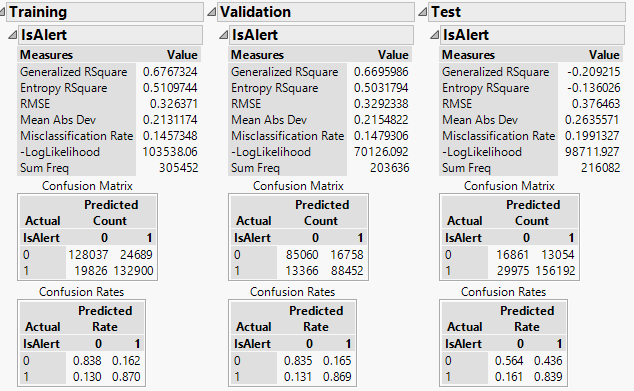 Training
IsAlert
Measures Value
Generalized RSquare 0.6767324
Entropy RSquare 0.5109744
RMSE 0.326371
Mean Abs Dev 0.2131174
Misclassification Rate 0.1457348
-LogLikelihood 103538.06
Sum Freq 305452
Confusion Matrix
Predicted
Actual Count
IsAlert 0 1
0 128037 24689
1 19826 132900
Confusion Rates
Predicted
Actual Rate
IsAlert 0 1
0 0.838 0.162
1 0.130 0.870
Validation
IsAlert
Measures Value
Generalized RSquare 0.6695986
Entropy RSquare 0.5031794
RMSE 0.3292338
Mean Abs Dev 0.2154822
Misclassification Rate 0.1479306
-LogLikelihood 70126.092
Sum Freq 203636
Confusion Matrix
Predicted
Actual Count
IsAlert 0 1
0 85060 16758
1 13366 88452
Confusion Rates
Predicted
Actual Rate
IsAlert 0 1
0 0.835 0.165
1 0.131 0.869
Test
IsAlert
Measures Value
Generalized RSquare -0.209215
Entropy RSquare -0.136026
RMSE 0.376463
Mean Abs Dev 0.2635571
Misclassification Rate 0.1991327
-LogLikelihood 98711.927
Sum Freq 216082
Confusion Matrix
Predicted
Actual Count
IsAlert 0 1
0 16861 13054
1 29975 156192
Confusion Rates
Predicted
Actual Rate
IsAlert 0 1
0 0.564 0.436
1 0.161 0.839